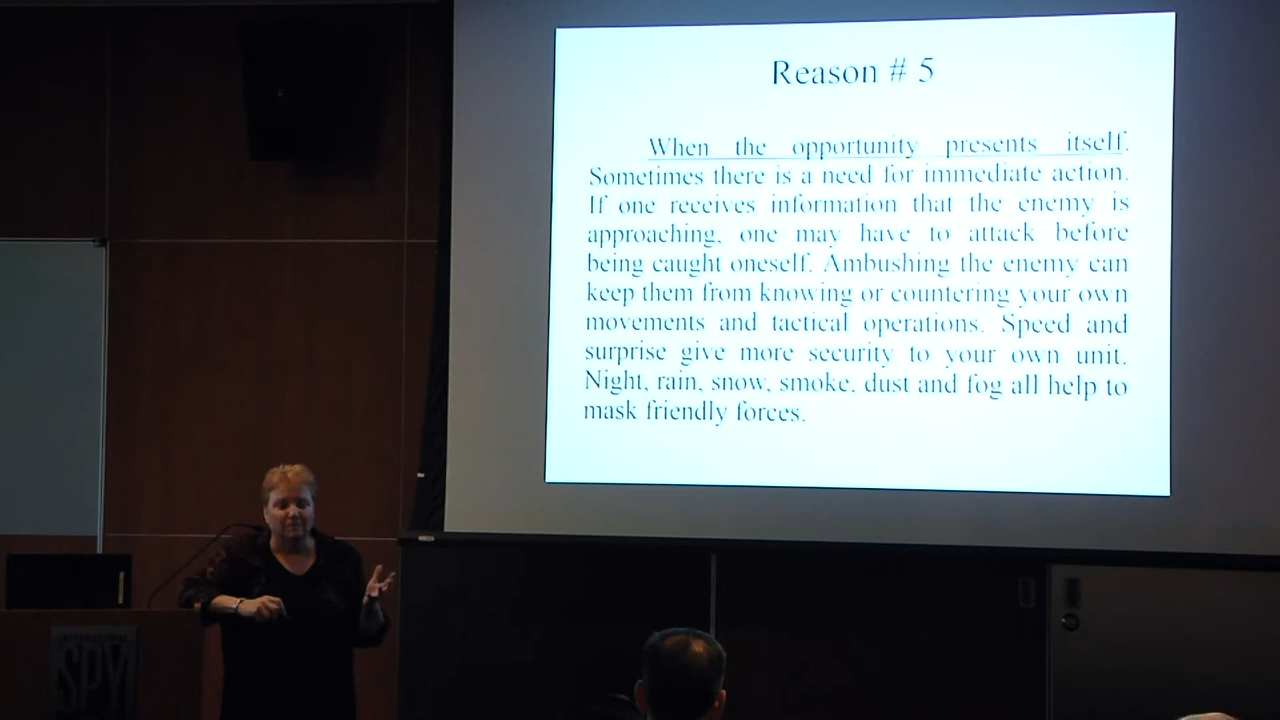 Reason # 5
When the opportunity presents itself.
Sometimes there is a need for immediate action.
If one receives information that the enemy is
approaching, one may have to attack before
being caught oneself. Ambushing the enemy can
keep them from knowing or countering your own
movements and tactical operations. Speed and
surprise give more security to your own unit.
Night, rain, snow, smoke, dust and fog all help to
mask friendly forces.
INTERNATIONAL
SPY